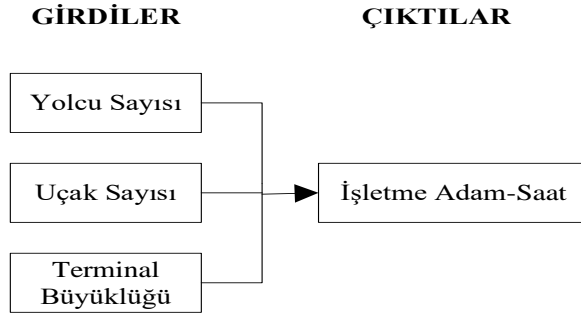 GİRDİLER
ÇIKTILAR
Yolcu Sayısı
Uçak Sayısı
İşletme Adam-Saat
Terminal
Büyüklüğü